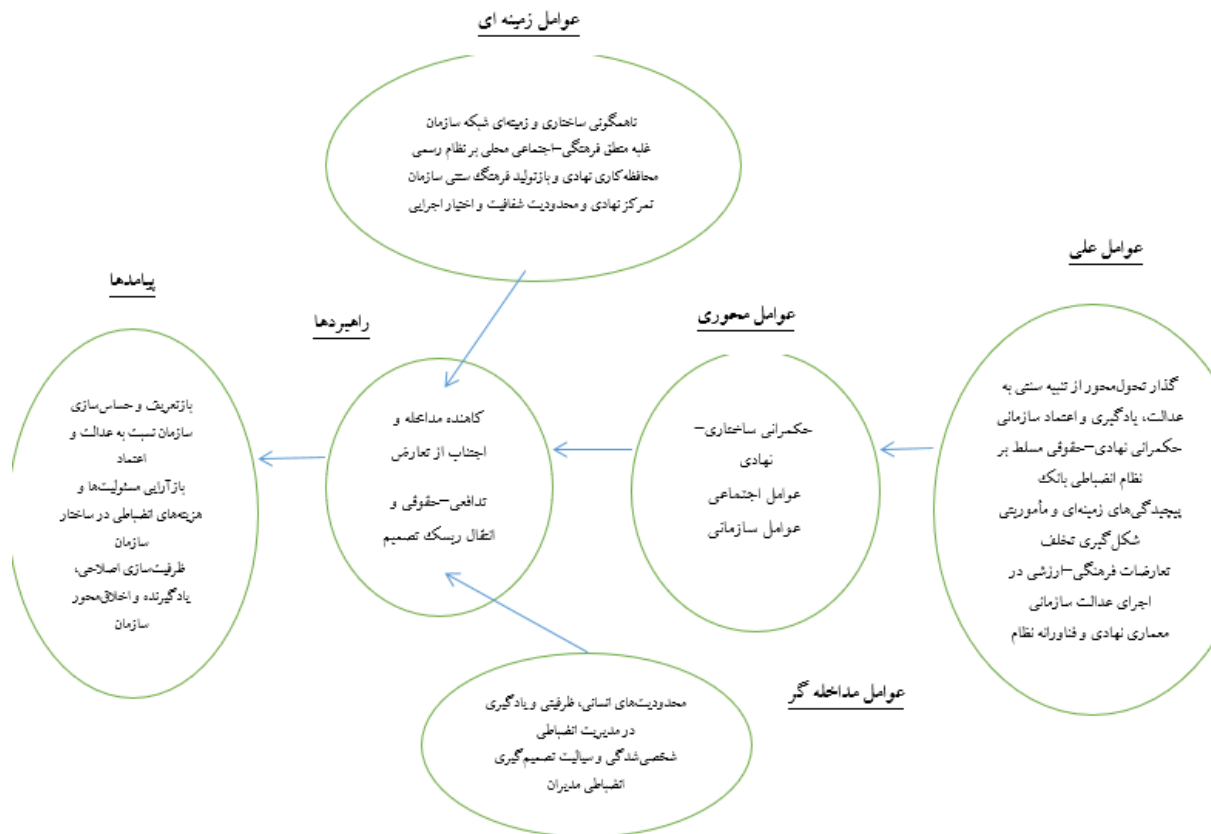 عوامل زمینه ای
ناهمگونی ساختاری و زمینه‌ای شبکه سازمان
غلبه منطق فرهنگی–اجتماعی محلی بر نظام رسمی
محافظه‌کاری نهادی و بازتولید فرهنگ سنتی سازمان
تمرکز نهادی و محدودیت شفافیت و اختیار اجرایی
عوامل علی
گذار تحول‌محور از تنبیه سنتی به
عدالت، یادگیری و اعتماد سازمانی
حکمرانی نهادی–حقوقی مسلط بر
نظام انضباطی بانک
پیچیدگی‌های زمینه‌ای و مأموریتی
شکل‌گیری تخلف
تعارضات فرهنگی–ارزشی در
اجرای عدالت سازمانی
معماری نهادی و فناورانه نظام
عوامل محوری
حکمرانی ساختاری–
نهادی
عوامل اجتماعی
عوامل سازمانی
راهبردها
کاهنده مداخله و
اجتناب از تعارض
تدافعی–حقوقی و
انتقال ریسک تصمیم
پیامدها
بازتعریف و حساس‌سازی
سازمان نسبت به عدالت و
اعتماد
بازآرایی مسئولیت‌ها و
هزینه‌های انضباطی در ساختار
سازمان
ظرفیت‌سازی اصلاحی،
یادگیرنده و اخلاق‌محور
سازمان
عوامل مداخله گر
محدودیت‌های انسانی، ظرفیتی و یادگیری
در مدیریت انضباطی
شخصی‌شدگی و سیالیت تصمیم‌گیری
انضباطی مدیران